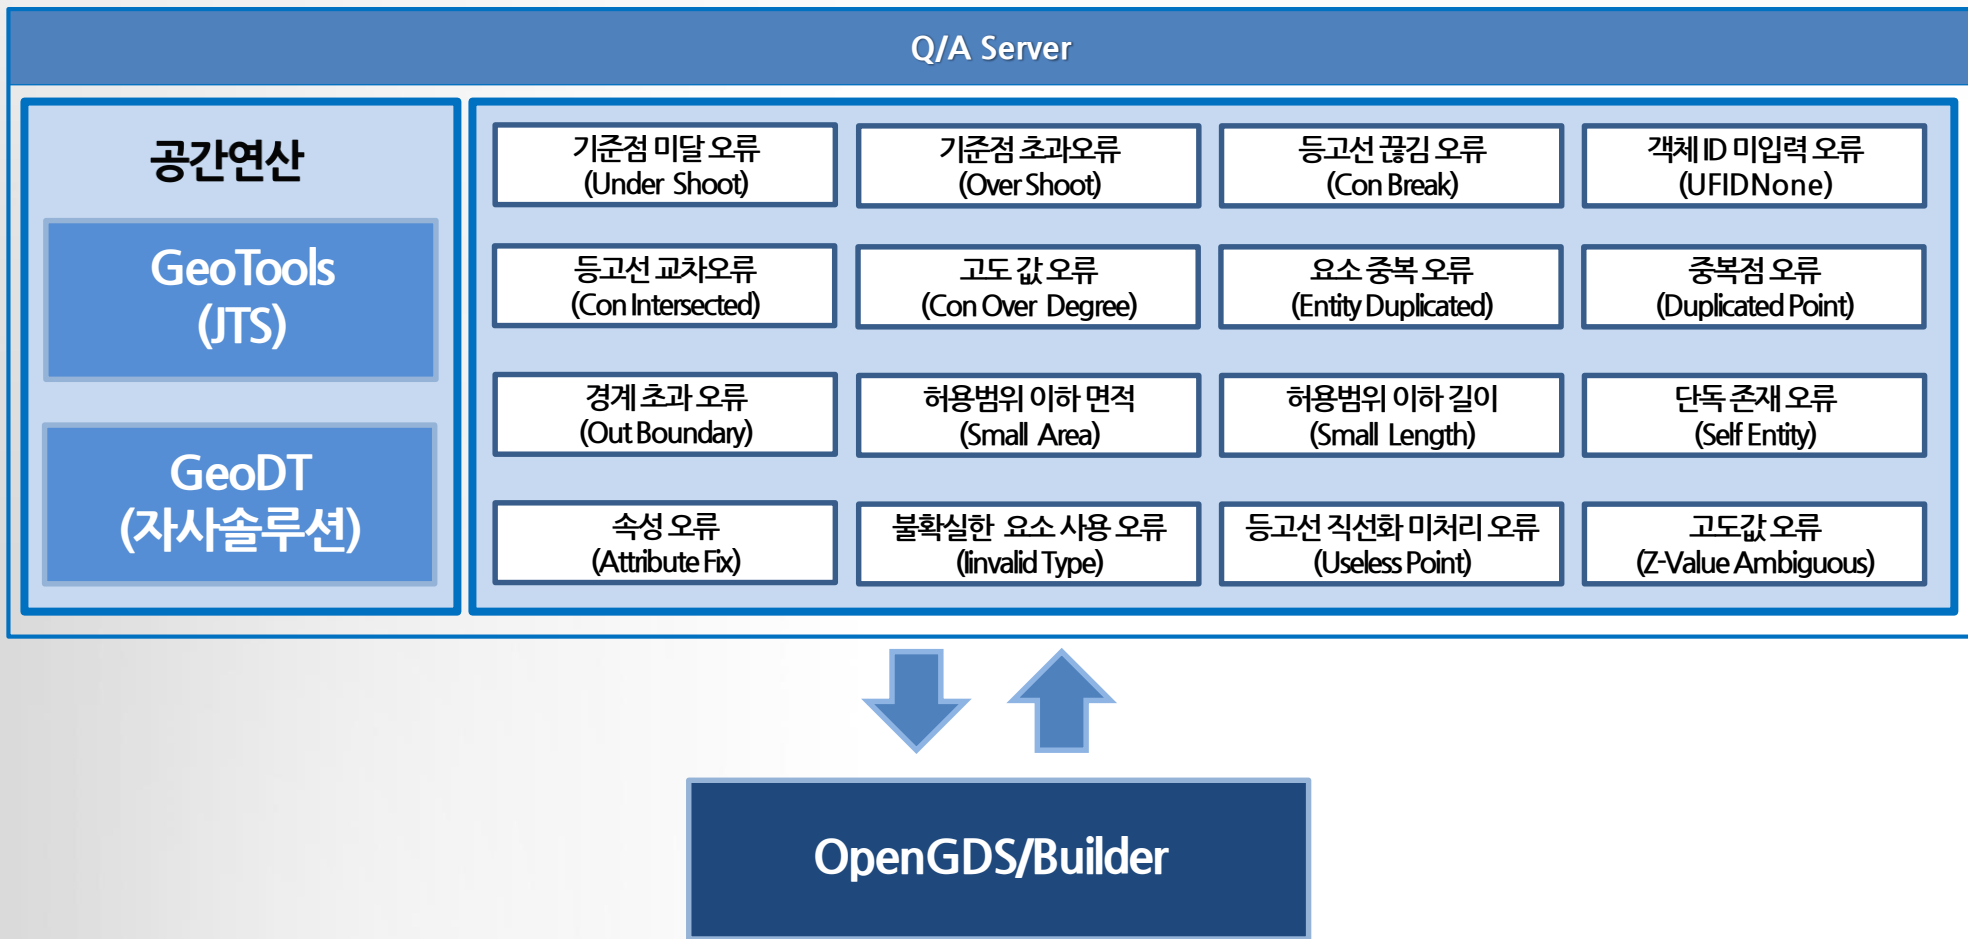 Q/A Server
공간연산
GeoTools
(JTS)
GeoDT
(자사솔루션)
기준점 미달 오류
(Under Shoot)
기준점 초과오류
(Over Shoot)
등고선 끊김 오류
(Con Break)
객체 ID 미입력 오류
(UFIDNone)
등고선 교차오류
(Con Intersected)
고도 값 오류
(Con Over Degree)
요소 중복 오류
(Entity Duplicated)
중복점 오류
(Duplicated Point)
경계 초과 오류
(Out Boundary)
허용범위 이하 면적
(Small Area)
허용범위 이하 길이
(Small Length)
단독 존재 오류
(Self Entity)
속성 오류
(Attribute Fix)
불확실한 요소 사용 오류
(Iinvalid Type)
등고선 직선화 미처리 오류
(Useless Point)
고도값 오류
(Z-Value Ambiguous)
OpenGDS/Builder